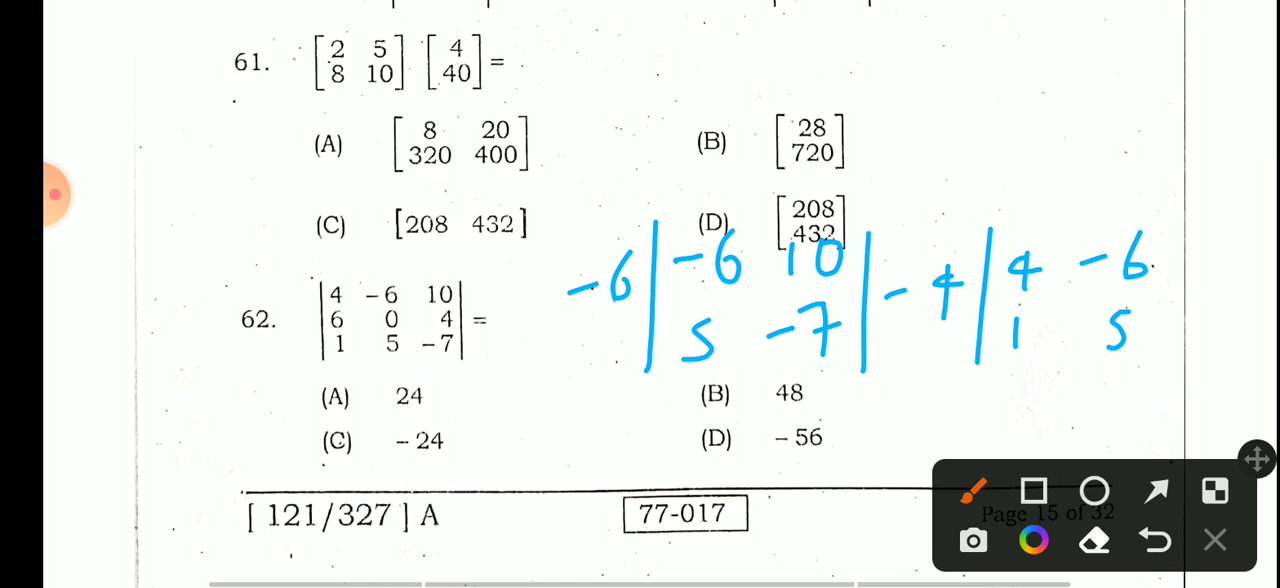 61. [2 5 8 10] [4 40] =
(A) [8 20 320 400] (B) [28 720]
(C) [208 432] (D) [208 432]
62. |4 -6 10 6 0 4 1 5 -7| =
-6 |-6 10 5 -7| -4 |4 -6 1 5
(A) 24 (B) 48
(C) - 24 (D) - 56
[ 121/327 ] A 77-017 Page 15 of 32